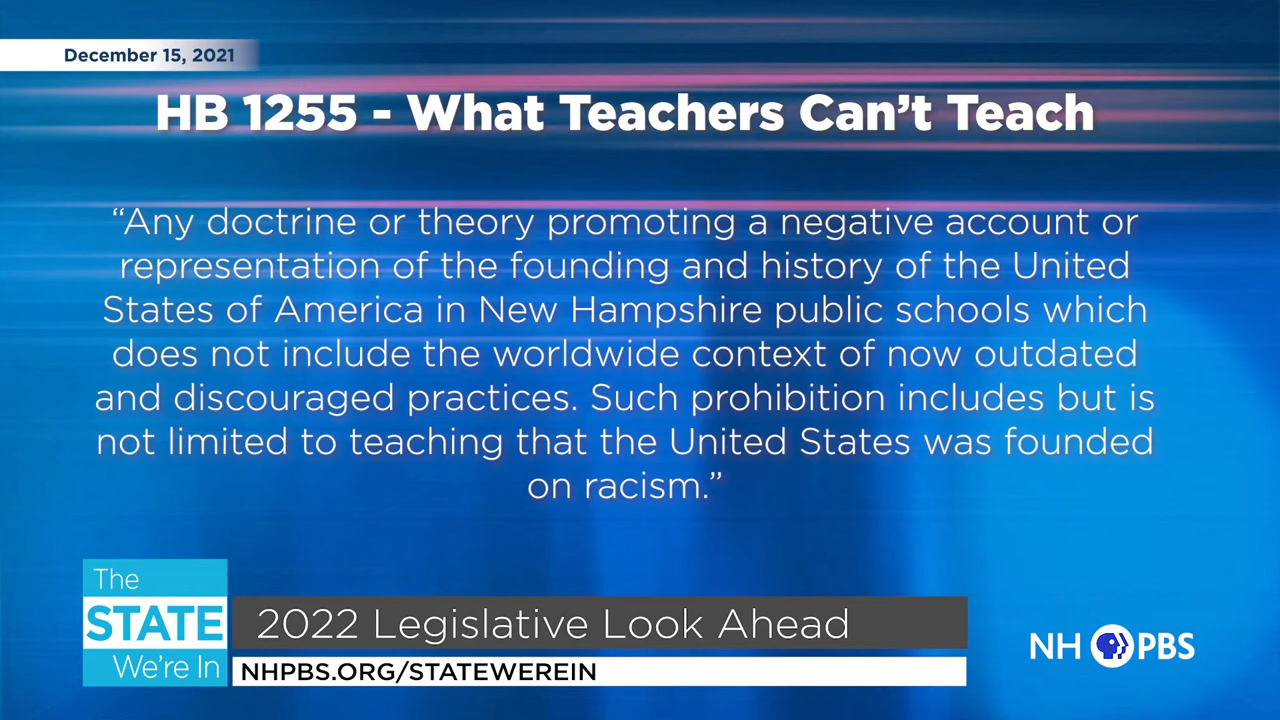 December 15, 2021
HB 1255 - What Teachers Can’t Teach
“Any doctrine or theory promoting a negative account or
representation of the founding and history of the United
States of America in New Hampshire public schools which
does not include the worldwide context of now outdated
and discouraged practices. Such prohibition includes but is
not limited to teaching that the United States was founded
on racism.”
The
STATE
We’re In
2022 Legislative Look Ahead
NHPBS.ORG/STATEWEREIN
NH PBS